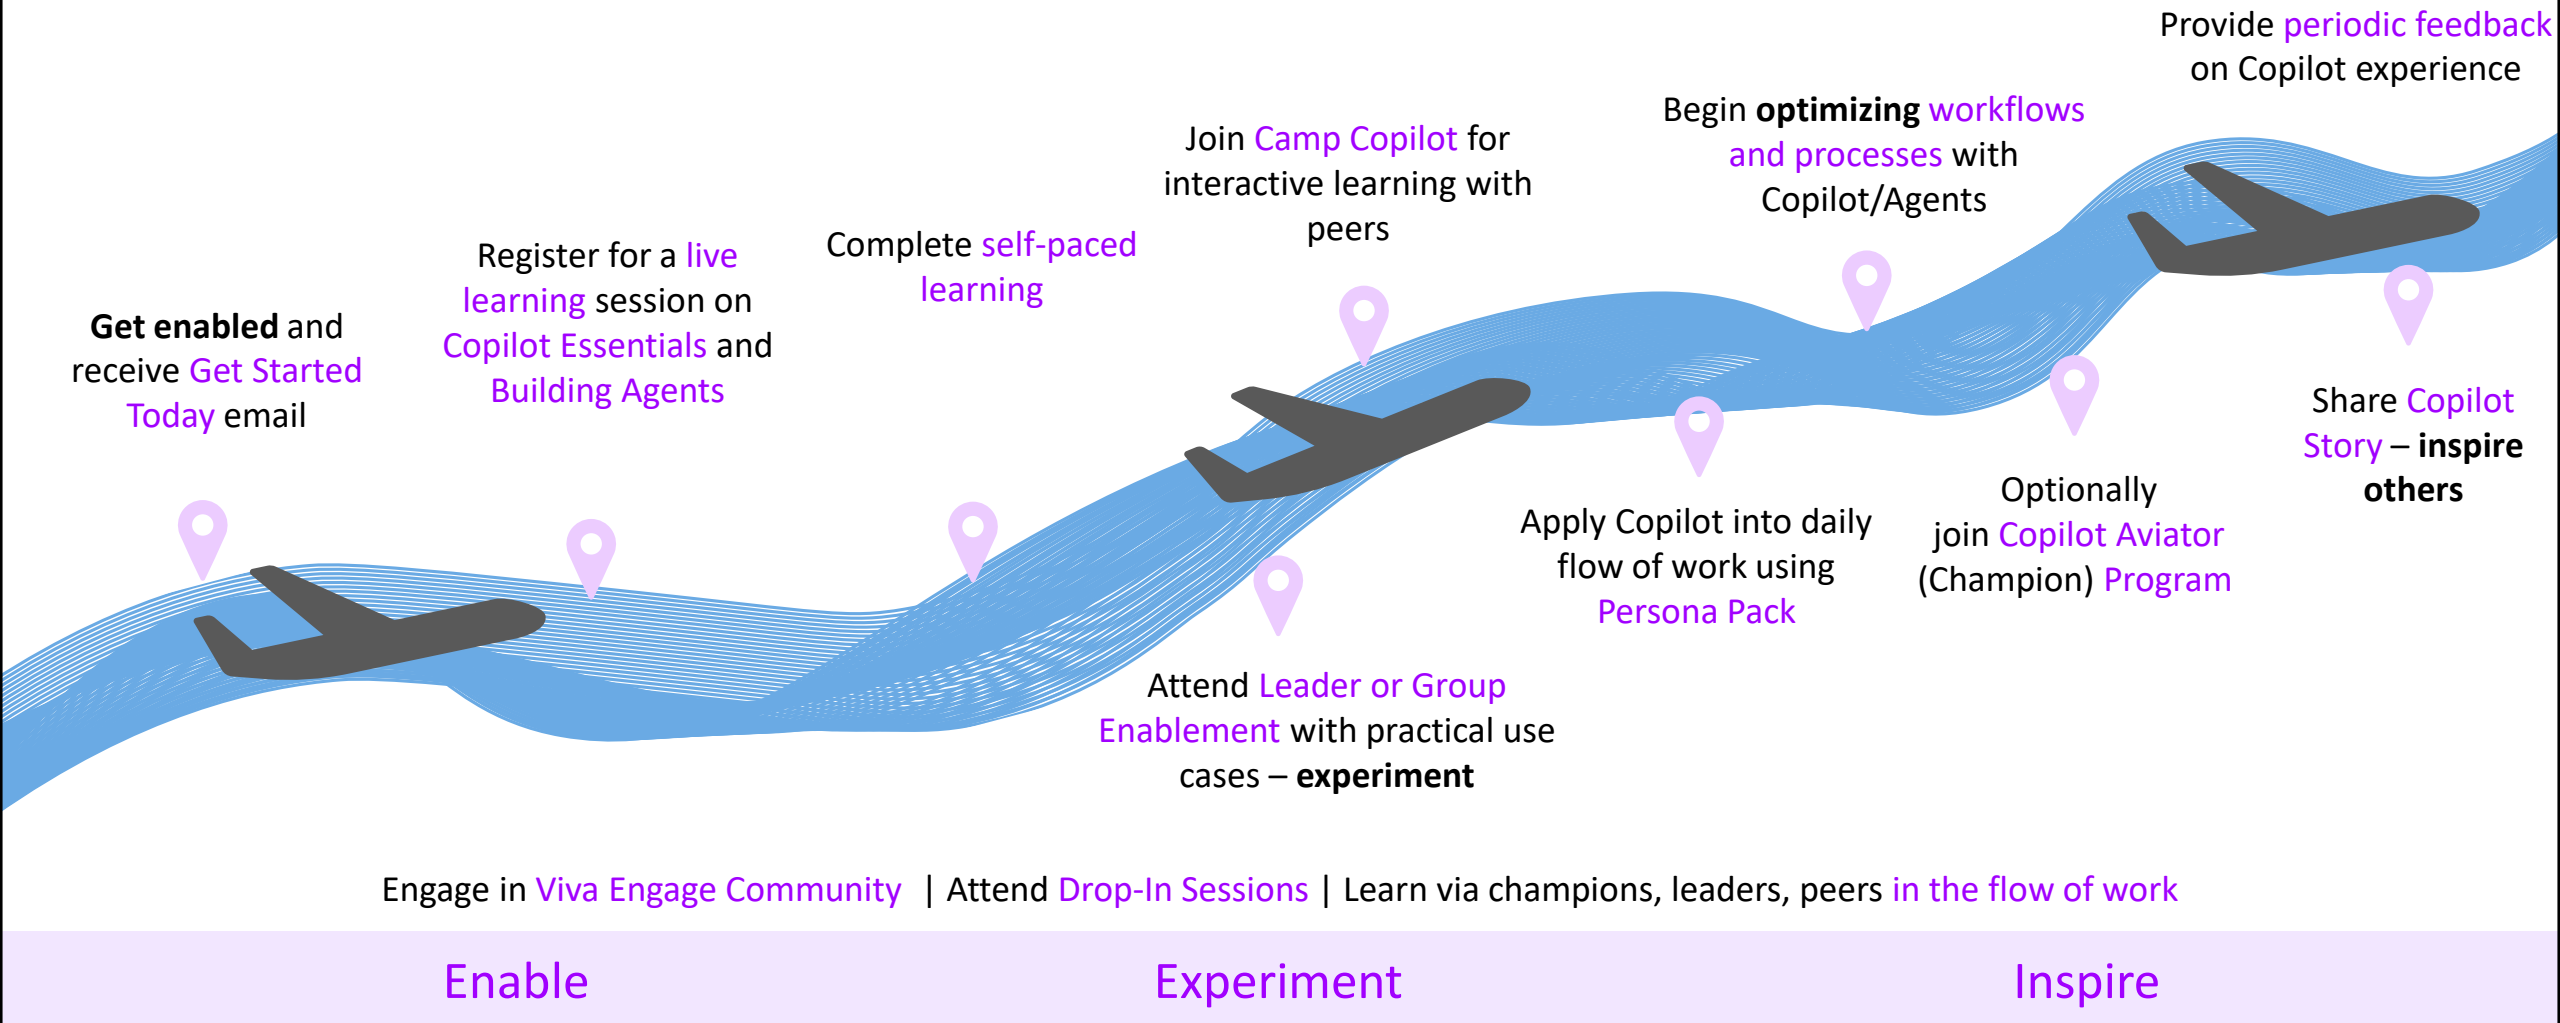 Get enabled and
receive Get Started
Today email
Register for a live
learning session on
Copilot Essentials and
Building Agents
Complete self-paced
learning
Join Camp Copilot for
interactive learning with
peers
Attend Leader or Group
Enablement with practical use
cases – experiment
Apply Copilot into daily
flow of work using
Persona Pack
Begin optimizing workflows
and processes with
Copilot/Agents
Optionally
join Copilot Aviator
(Champion) Program
Provide periodic feedback
on Copilot experience
Share Copilot
Story – inspire
others
Engage in Viva Engage Community | Attend Drop-In Sessions | Learn via champions, leaders, peers in the flow of work
Enable
Experiment
Inspire